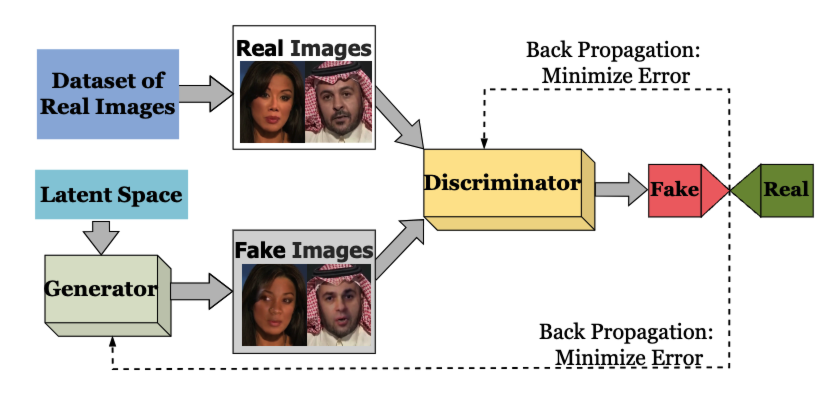 Real Images
Back Propagation:
Minimize Error
Dataset of
Real Images
Discriminator
Fake
Real
Latent Space
Fake Images
Generator
Back Propagation:
Minimize Error